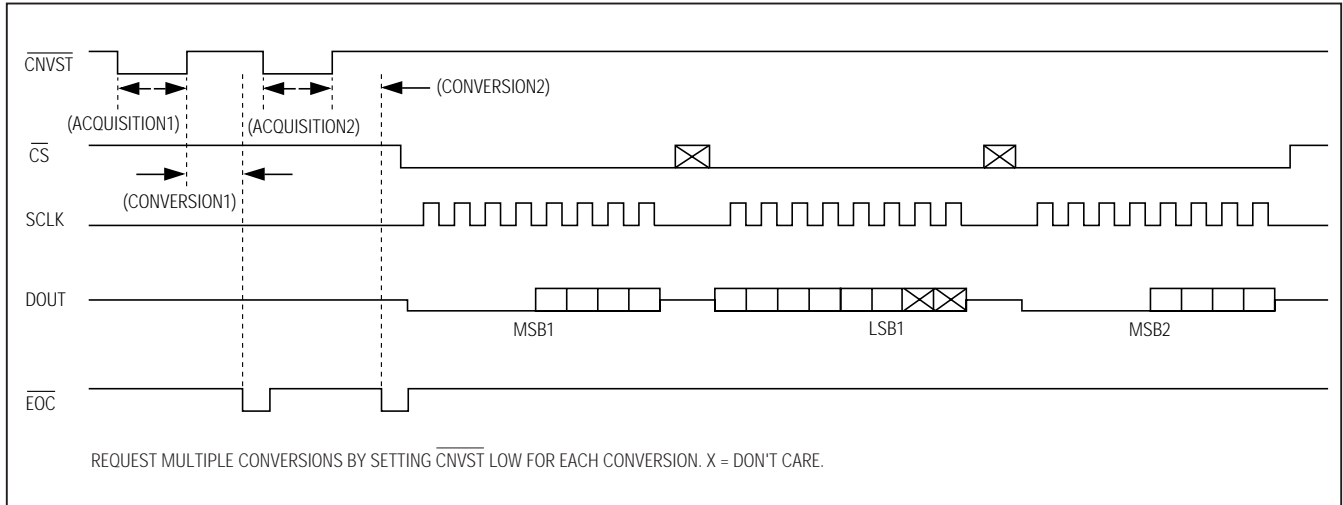 CNVST
(CONVERSION2)
(ACQUISITION1)
(ACQUISITION2)
CS
(CONVERSION1)
SCLK
DOUT
MSB1
LSB1
MSB2
EOC
REQUEST MULTIPLE CONVERSIONS BY SETTING CNVST LOW FOR EACH CONVERSION. X = DON'T CARE.